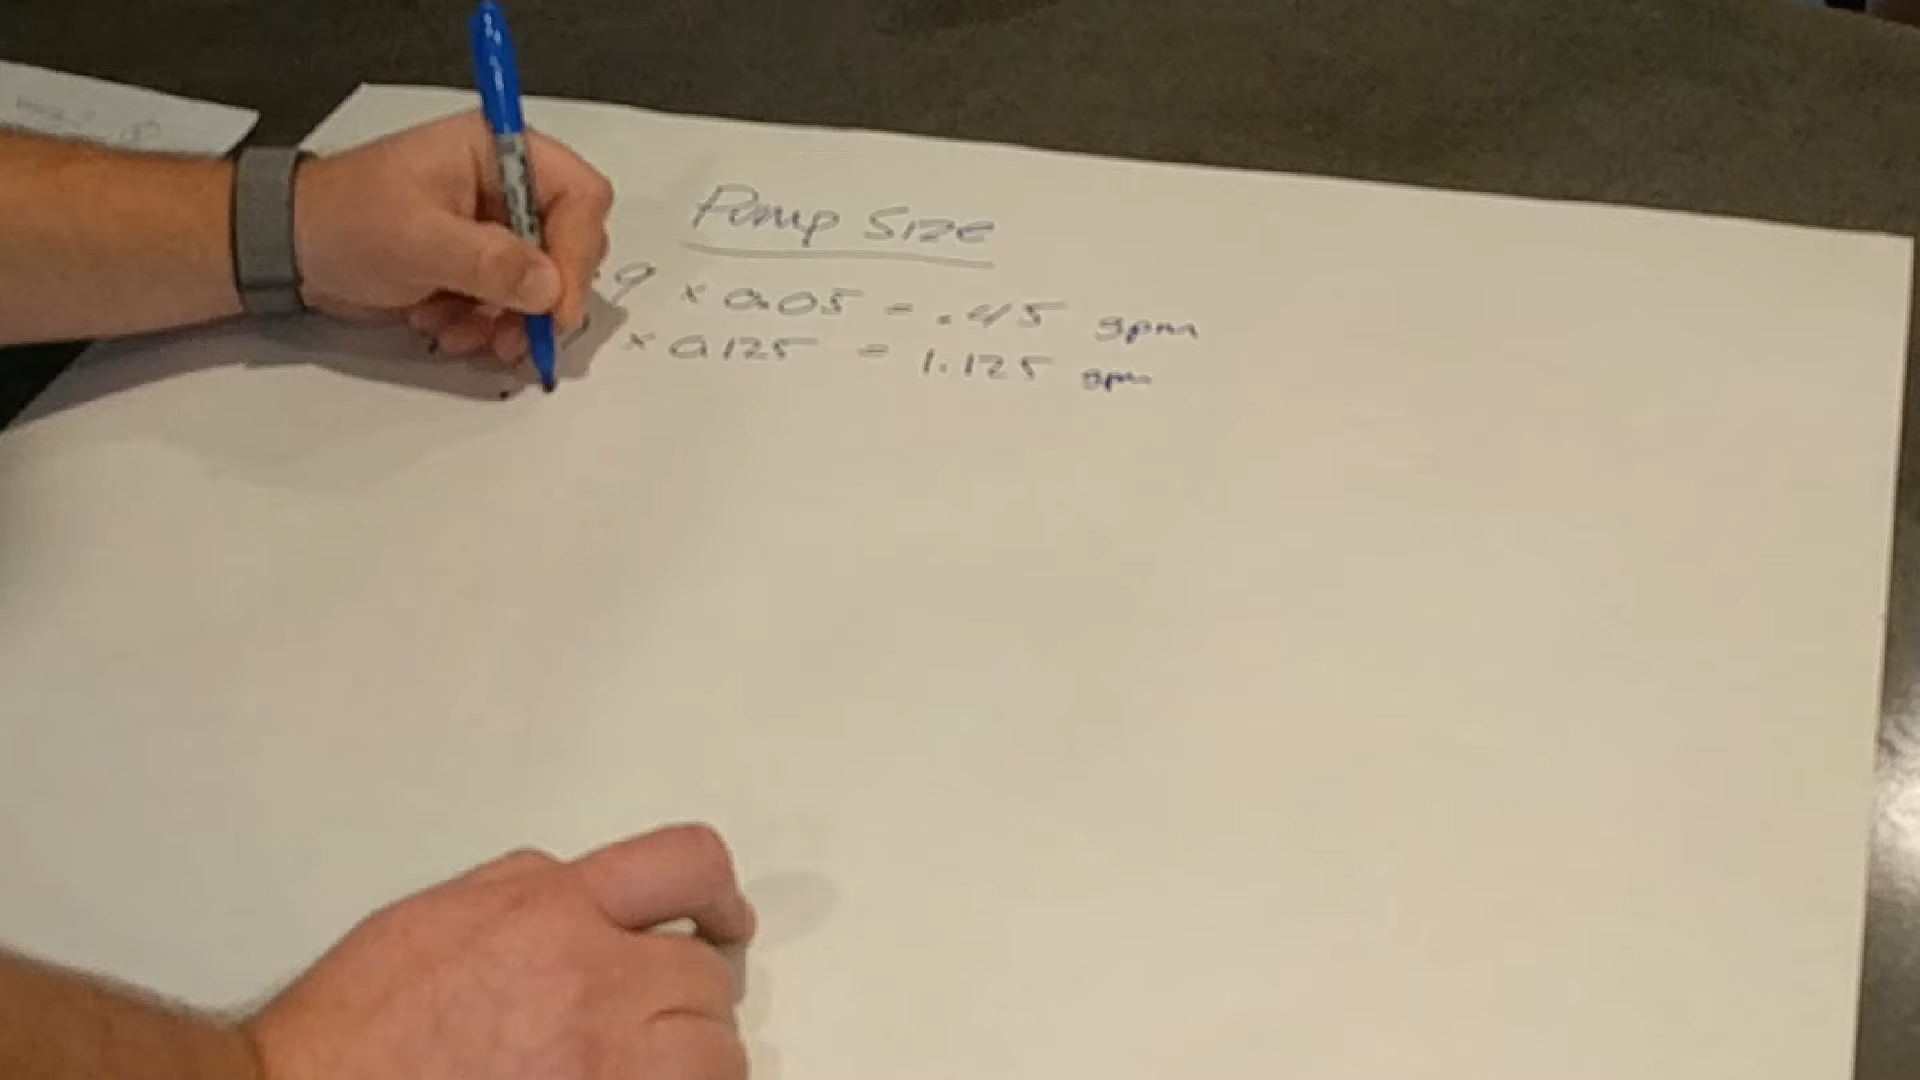 Pump Size
9 x 0.05 = .45 gpm
x 0.125 = 1.125 gpm